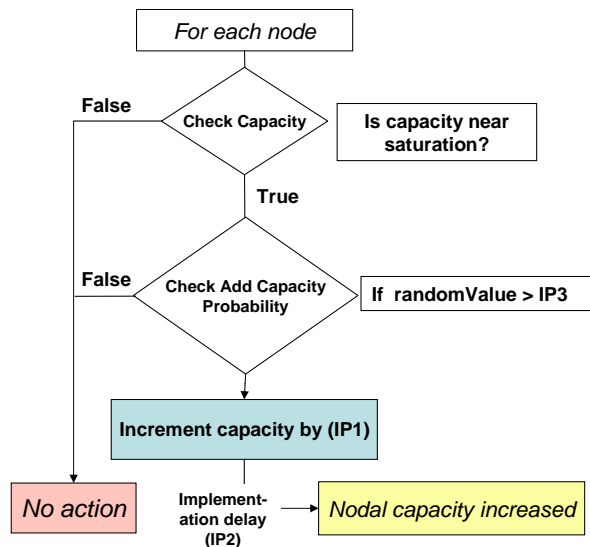 For each node
False
Check Capacity
Is capacity near
saturation?
True
False
Check Add Capacity
Probability
If randomValue > IP3
Increment capacity by (IP1)
No action
Implement-
ation delay
(IP2)
Nodal capacity increased